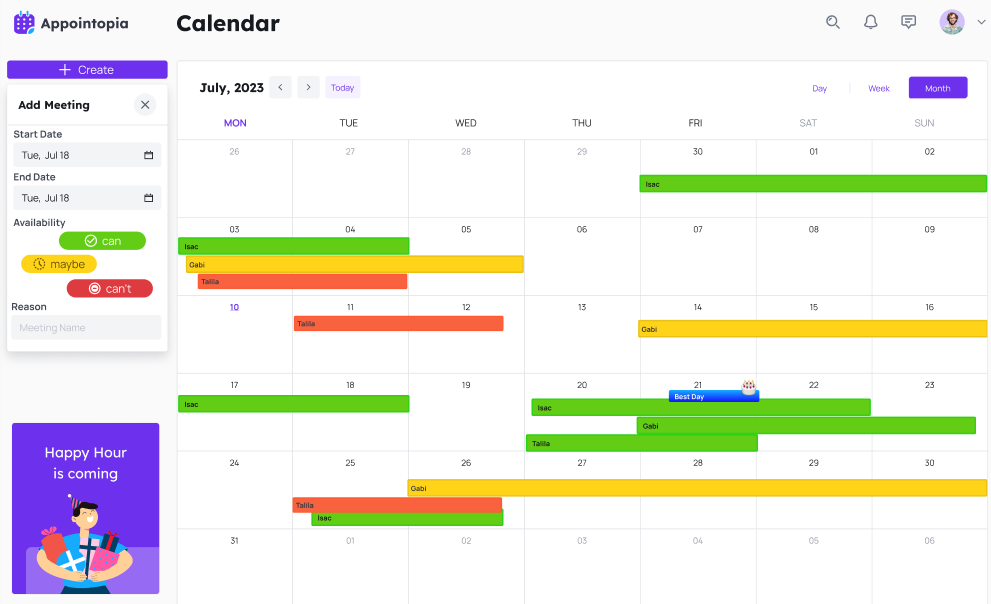 Appointopia
Calendar
Create
Add Meeting
Start Date
Tue, Jul 18
End Date
Tue, Jul 18
Availability
can
maybe
can't
Reason
Meeting Name
Happy Hour
is coming
July, 2023
Today
Day
Week
Month
MON TUE WED THU FRI SAT SUN
26 27 28 29 30 01 02
Isac
03 04 05 06 07 08 09
Isac
Gabi
Talila
10 11 12 13 14 15 16
Talila
Gabi
17 18 19 20 21 22 23
Best Day
Isac
Isac
Gabi
Talila
24 25 26 27 28 29 30
Gabi
Talila
Isac
31 01 02 03 04 05 06